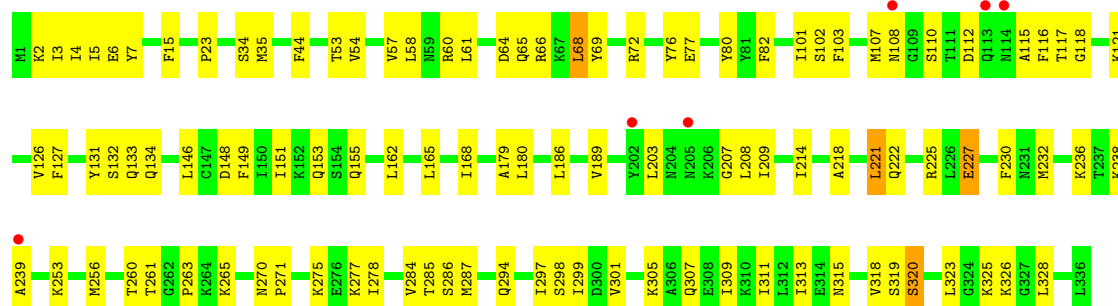 M1 K2 I3 I4 I5 E6 Y7 F15 P23 S34 M35 F44 T53 V54 V57 L58 N59 R60 L61 D64 Q65 R66 K67 L68 Y69 R72 Y76 E77 Y80 Y81 F82 I101 S102 F103 M107 N108 G109 S110 T111 D112 Q113 N114 A115 F116 T117 G118 K121
V126 F127 Y131 S132 Q133 Q134 L146 C147 D148 F149 I150 I151 K152 Q153 S154 Q155 L162 L165 I168 A179 L180 L186 V189 Y202 L203 N204 N205 K206 G207 L208 I209 I214 A218 L221 Q222 R225 L226 E227 F230 N231 M232 K236 T237 K238
A239 K253 M256 T260 T261 G262 P263 K264 K265 N270 P271 K275 E276 K277 I278 V284 T285 S286 M287 Q294 I297 S298 I299 D300 V301 K305 A306 Q307 E308 I309 K310 I311 L312 I313 E314 N315 V318 S319 S320 L323 G324 K325 K326 G327 L328 L336